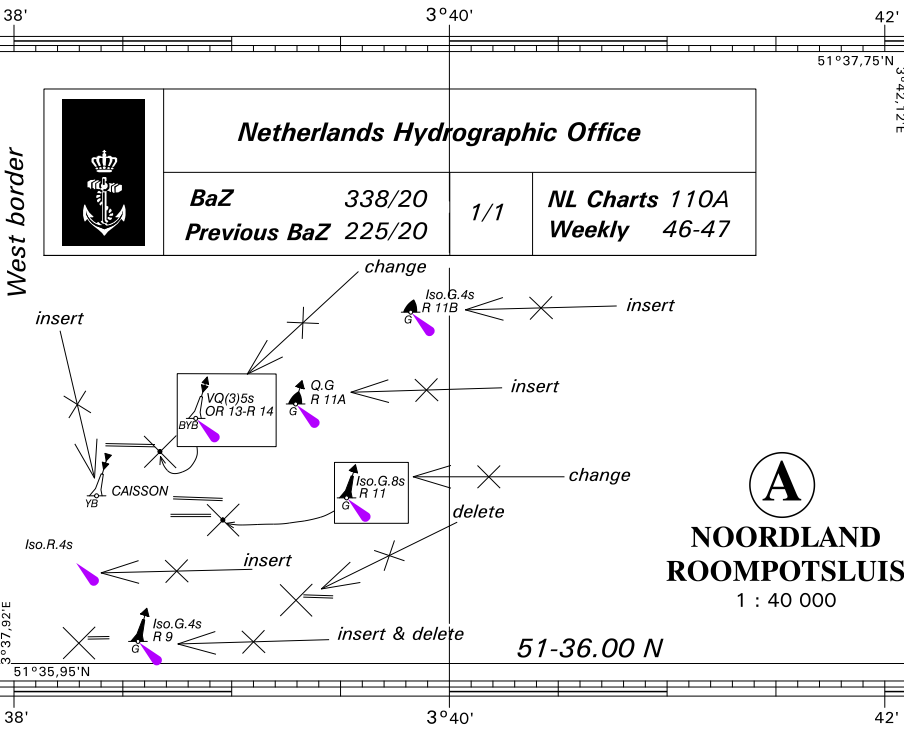 38'
3°40'
42'
51°37,75'N
3°42,12'E
West border
Netherlands Hydrographic Office
BaZ 338/20
Previous BaZ 225/20
1/1
NL Charts 110A
Weekly 46-47
change
insert
Iso.G.4s
R 11B
G
insert
VQ(3)5s
OR 13-R 14
BYB
Q.G
R 11A
G
insert
CAISSON
YB
Iso.G.8s
R 11
G
change
delete
A
NOORDLAND
ROOMPOTSLUIS
1 : 40 000
Iso.R.4s
insert
3°37,92'E
Iso.G.4s
R 9
G
insert & delete
51-36.00 N
51°35,95'N
38'
3°40'
42'